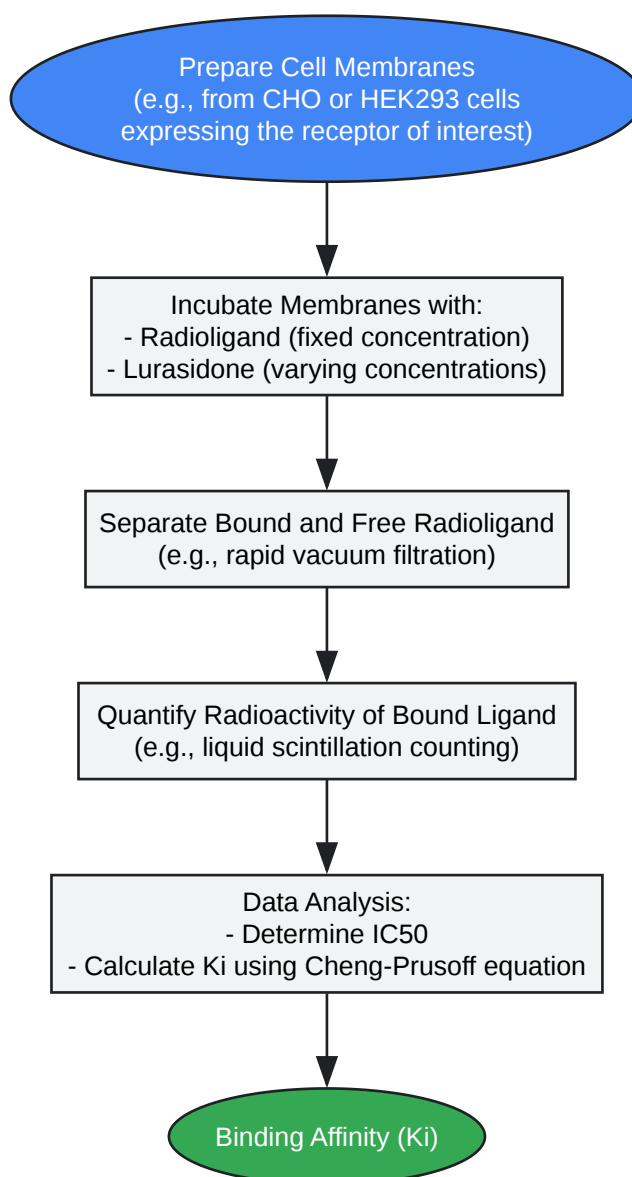 Prepare Cell Membranes
(e.g., from CHO or HEK293 cells
expressing the receptor of interest)
Incubate Membranes with:
- Radioligand (fixed concentration)
- Lurasidone (varying concentrations)
Separate Bound and Free Radioligand
(e.g., rapid vacuum filtration)
Quantify Radioactivity of Bound Ligand
(e.g., liquid scintillation counting)
Data Analysis:
- Determine IC50
- Calculate Ki using Cheng-Prusoff equation
Binding Affinity (Ki)